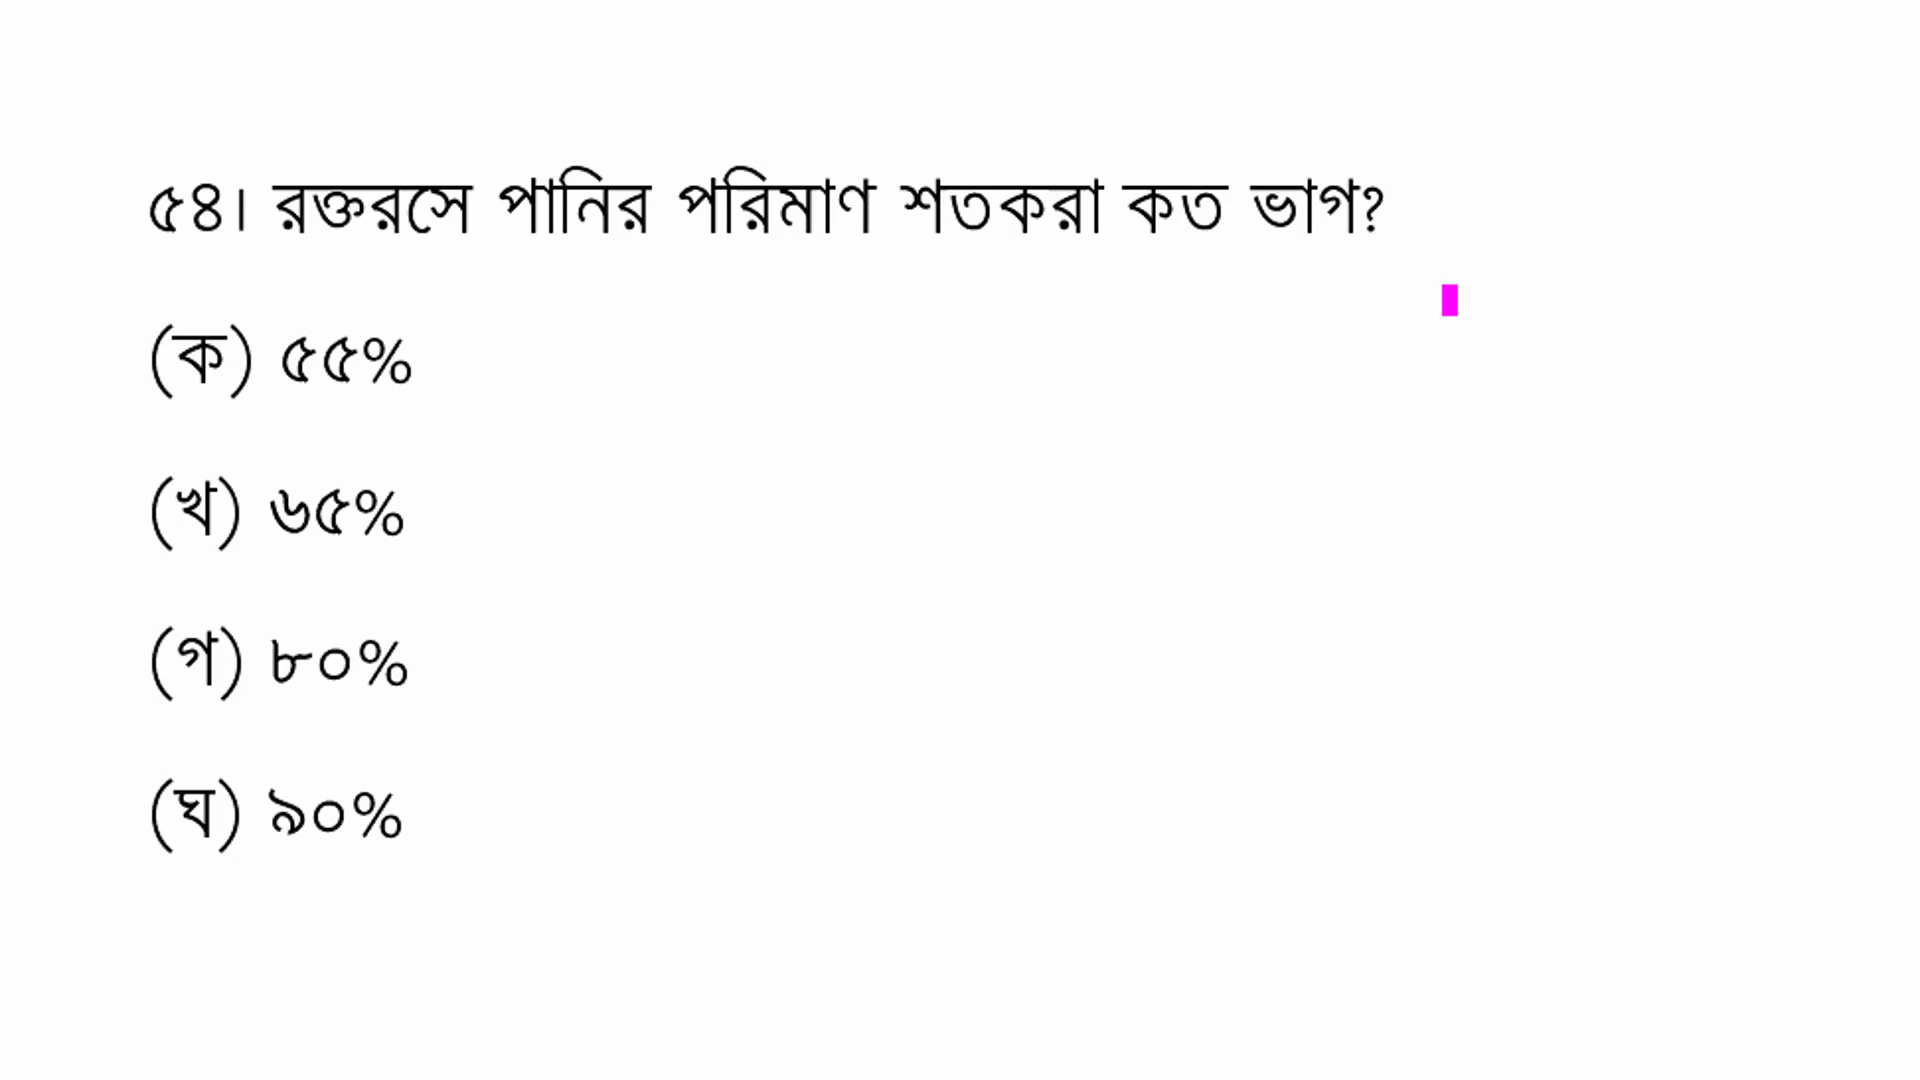 ৫৪। রক্তরসে পানির পরিমাণ শতকরা কত ভাগ?
(ক) ৫৫%
(খ) ৬৫%
(গ) ৮০%
(ঘ) ৯০%